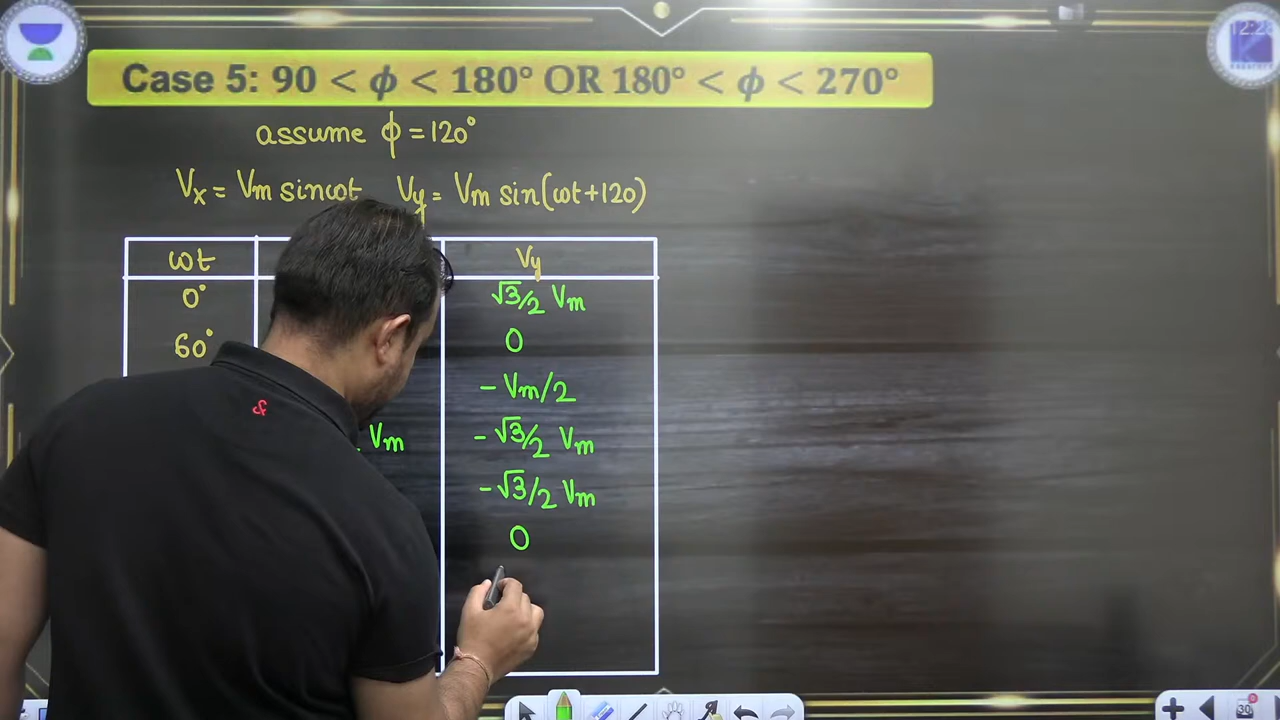 Case 5: 90 < ϕ < 180° OR 180° < ϕ < 270°
assume ϕ = 120°
Vx = Vm sinωt Vy = Vm sin(ωt+120)
ωt Vy
0° √3/2 Vm
60° 0
- Vm/2
Vm - √3/2 Vm
- √3/2 Vm
0